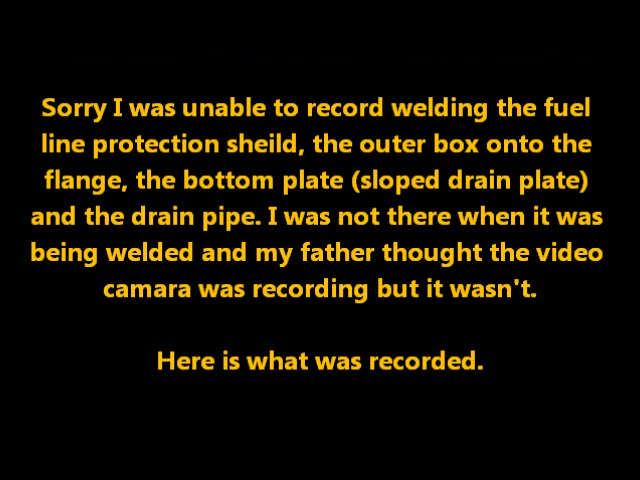 Sorry I was unable to record welding the fuel
line protection sheild, the outer box onto the
flange, the bottom plate (sloped drain plate)
and the drain pipe. I was not there when it was
being welded and my father thought the video
camara was recording but it wasn't.
Here is what was recorded.